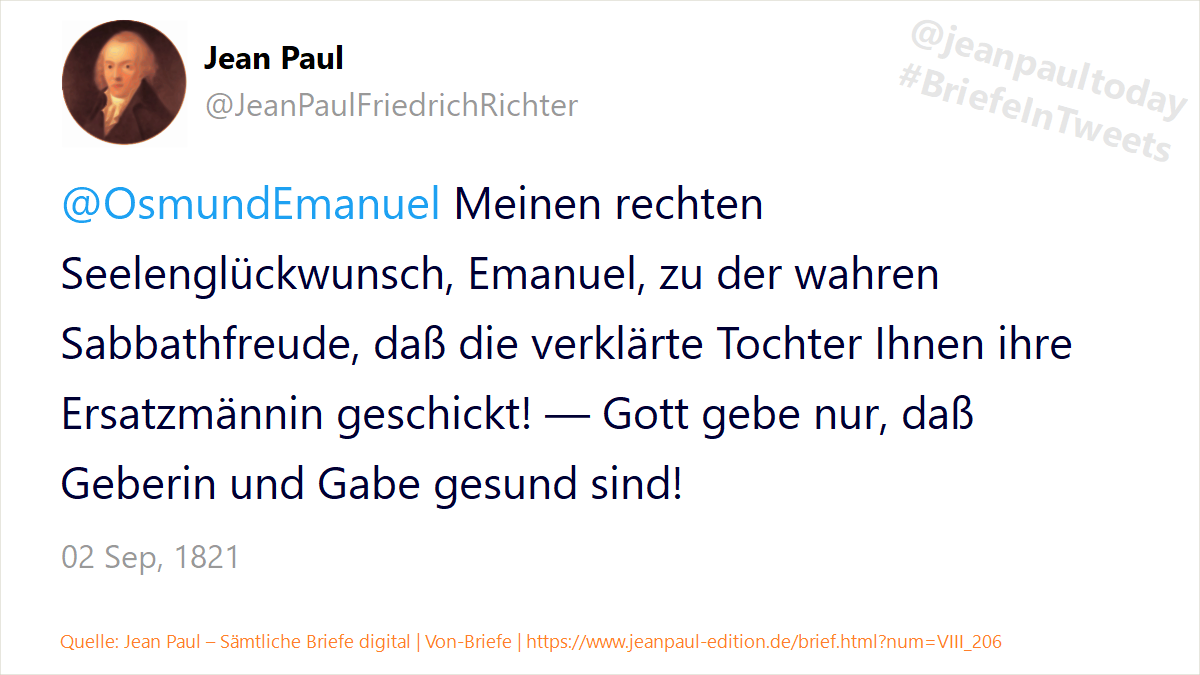 Jean Paul
@JeanPaulFriedrichRichter
@jeanpaultoday
#BriefeInTweets
@OsmundEmanuel Meinen rechten
Seelenglückwunsch, Emanuel, zu der wahren
Sabbathfreude, daß die verklärte Tochter Ihnen ihre
Ersatzmännin geschickt! — Gott gebe nur, daß
Geberin und Gabe gesund sind!
02 Sep, 1821
Quelle: Jean Paul – Sämtliche Briefe digital | Von-Briefe | https://www.jeanpaul-edition.de/brief.html?num=VIII_206